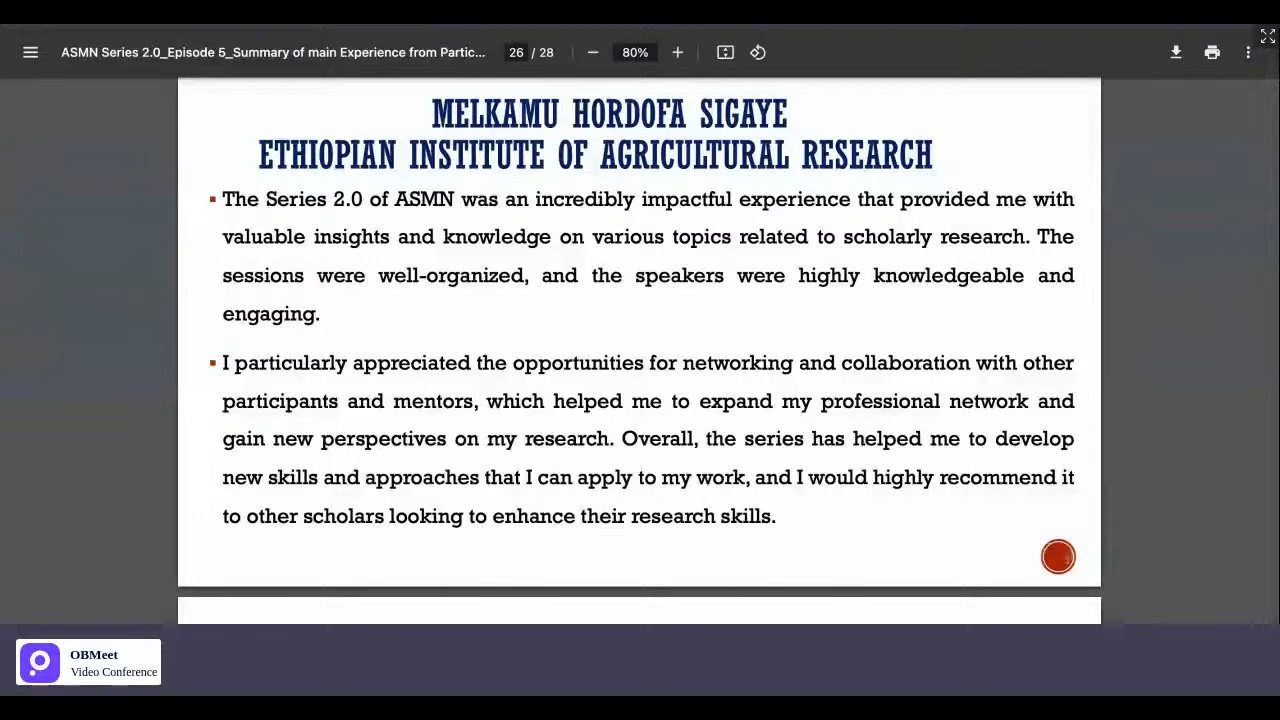 ASMN Series 2.0_Episode 5_Summary of main Experience from Partic... 26 / 28 80%
MELKAMU HORDOFA SIGAYE
ETHIOPIAN INSTITUTE OF AGRICULTURAL RESEARCH
▪ The Series 2.0 of ASMN was an incredibly impactful experience that provided me with
valuable insights and knowledge on various topics related to scholarly research. The
sessions were well-organized, and the speakers were highly knowledgeable and
engaging.
▪ I particularly appreciated the opportunities for networking and collaboration with other
participants and mentors, which helped me to expand my professional network and
gain new perspectives on my research. Overall, the series has helped me to develop
new skills and approaches that I can apply to my work, and I would highly recommend it
to other scholars looking to enhance their research skills.
OBMeet
Video Conference